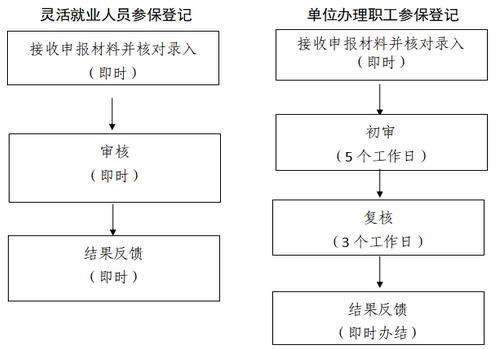 灵活就业人员参保登记
接收申报材料并核对录入
（即时）
审核
（即时）
结果反馈
（即时）
单位办理职工参保登记
接收申报材料并核对录入
（即时）
初审
（5个工作日）
复核
（3个工作日）
结果反馈
（即时办结）